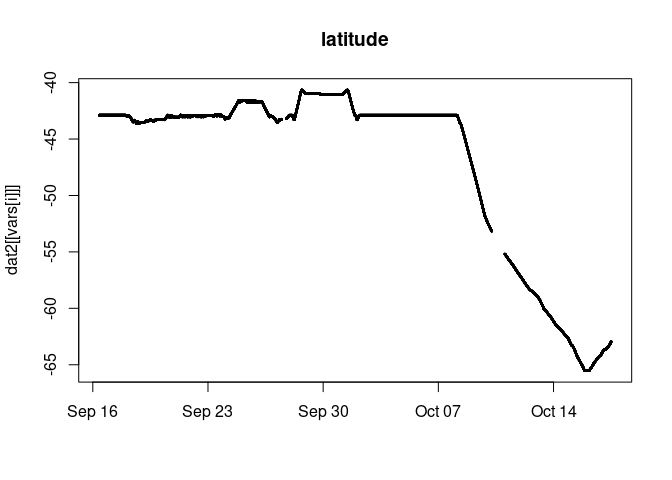 latitude
dat2[[vars[i]]]
-40
-45
-50
-55
-60
-65
Sep 16
Sep 23
Sep 30
Oct 07
Oct 14